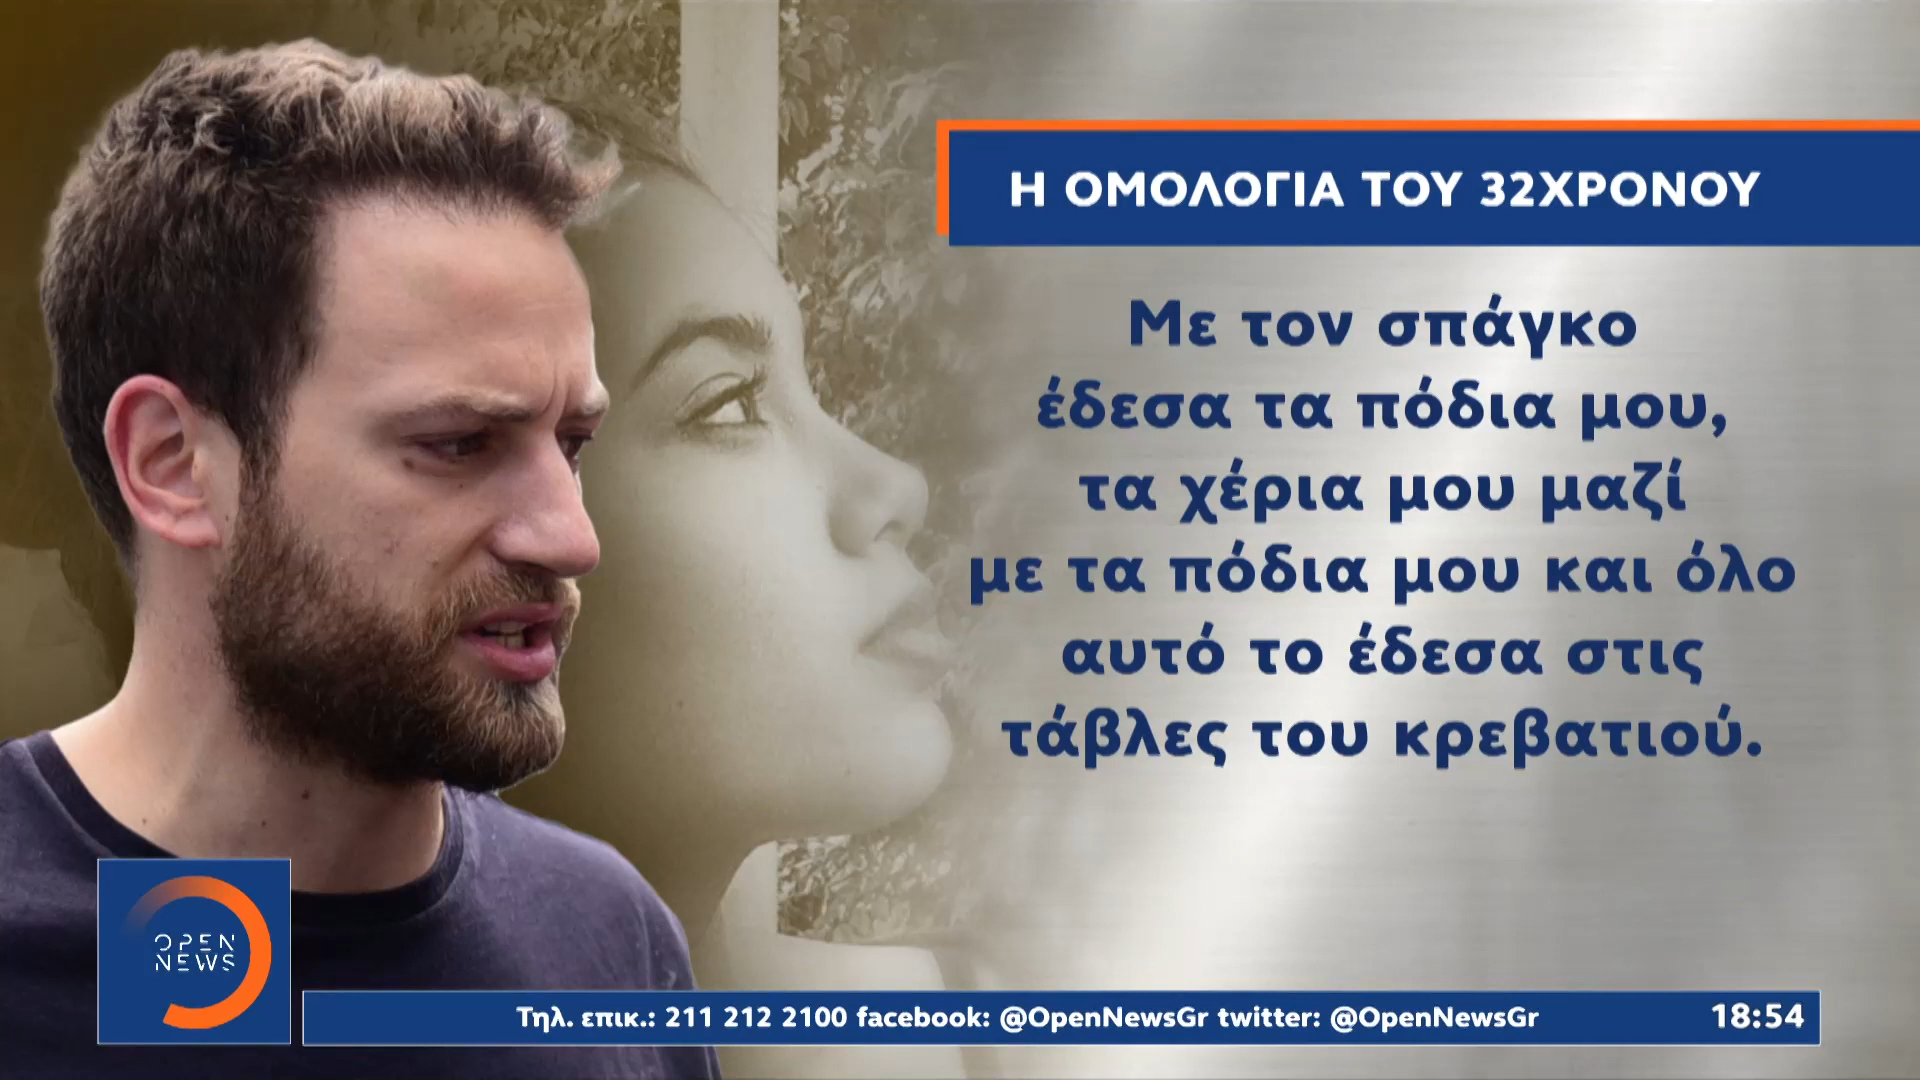 Η ΟΜΟΛΟΓΙΑ ΤΟΥ 32ΧΡΟΝΟΥ
Με τον σπάγκο
έδεσα τα πόδια μου,
τα χέρια μου μαζί
με τα πόδια μου και όλο
αυτό το έδεσα στις
τάβλες του κρεβατιού.
OPEN
NEWS
Τηλ. επικ.: 211 212 2100 facebook: @OpenNewsGr twitter: @OpenNewsGr
18:54